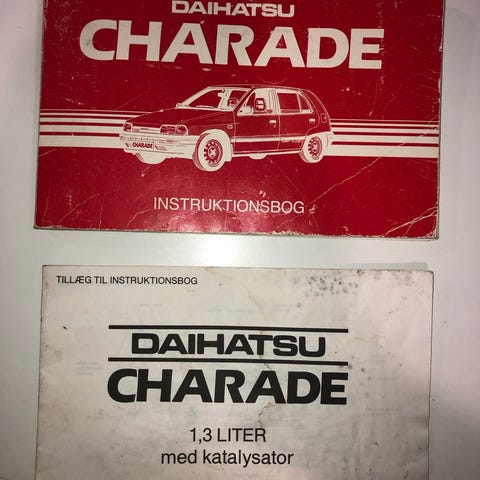 DAIHATSU
CHARADE
CHARADE
INSTRUKTIONSBOG
TILLÆG TIL INSTRUKTIONSBOG
DAIHATSU
CHARADE
1,3 LITER
med katalysator